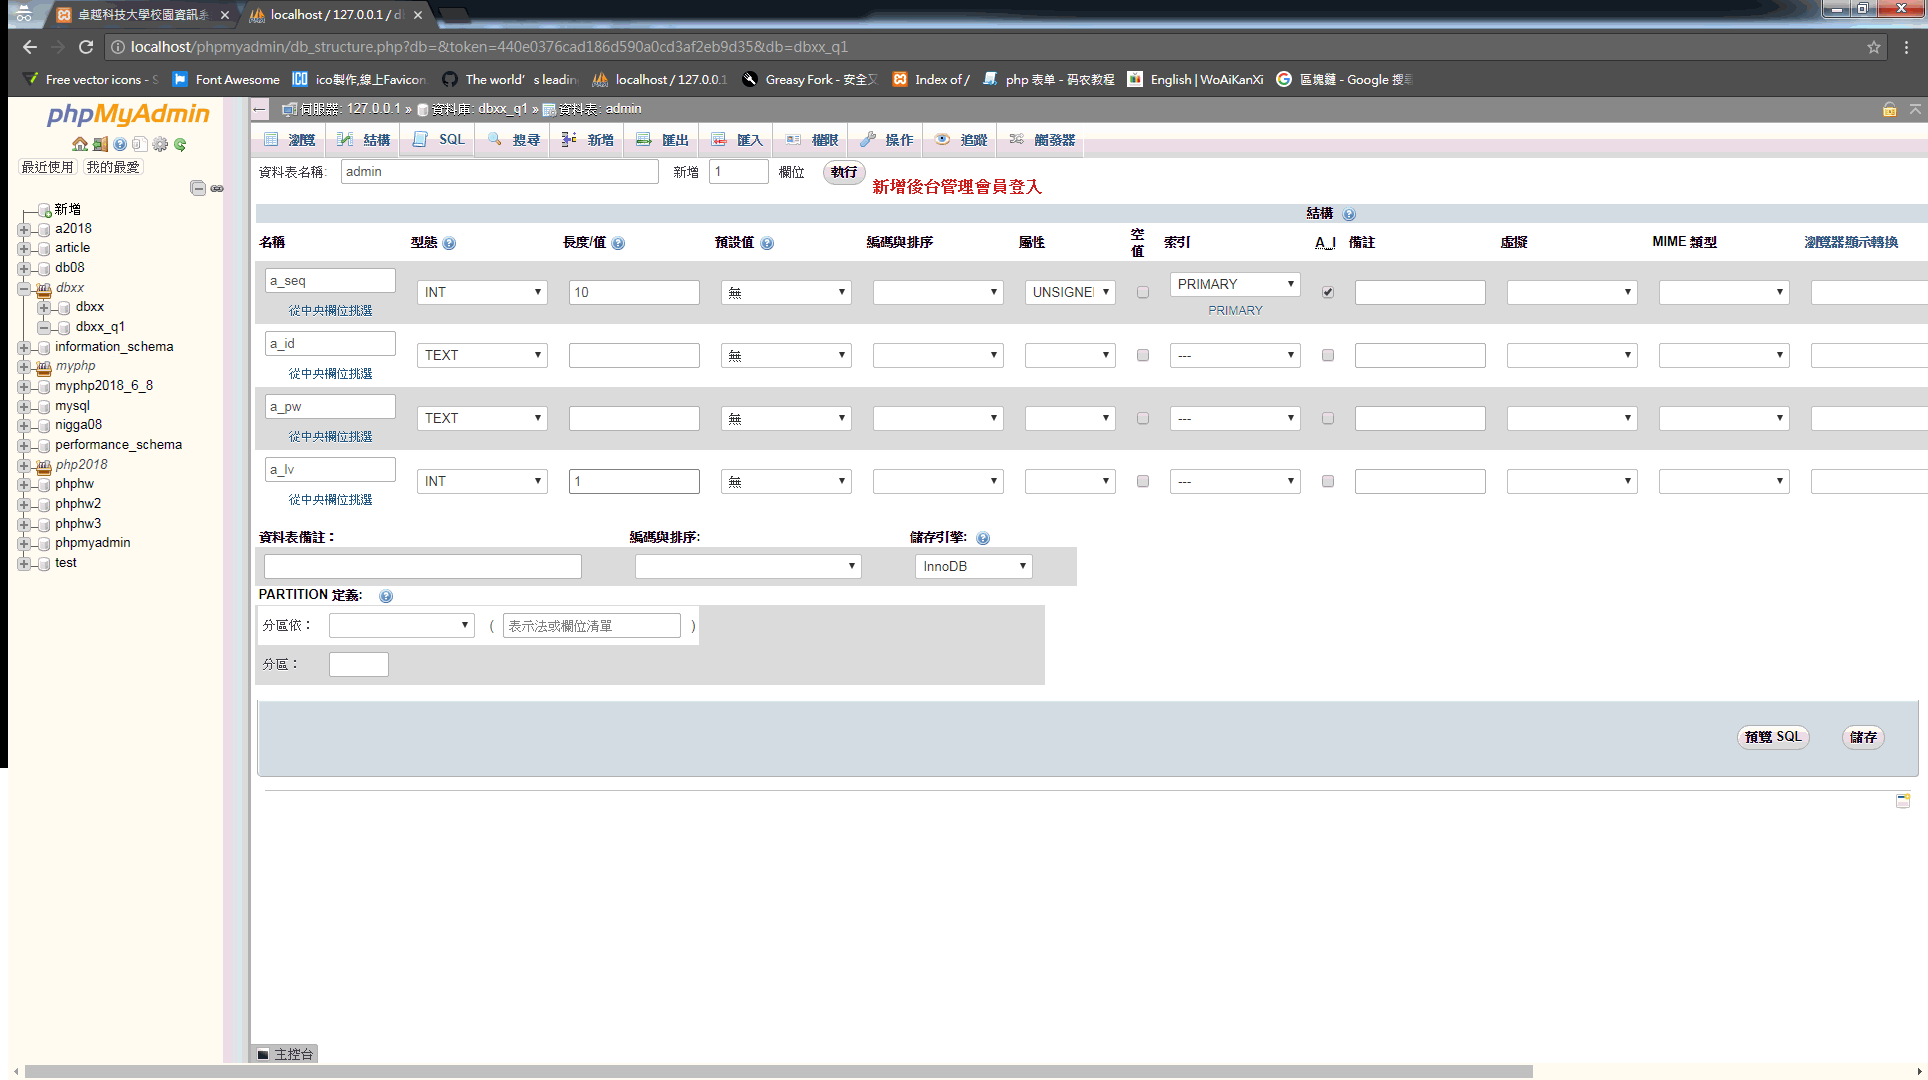 卓越科技大學校園資訊系
localhost / 127.0.0.1 / d
localhost/phpmyadmin/db_structure.php?db=&token=440e0376cad186d590a0cd3af2eb9d35&db=dbxx_q1
Free vector icons - S
Font Awesome
ico製作,線上Favicon
The world's leadin
localhost / 127.0.0.1
Greasy Fork - 安全又
Index of /
php 表单 - 码农教程
English | WoAiKanXi
區塊鏈 - Google 搜尋
phpMyAdmin
最近使用 我的最愛
新增
a2018
article
db08
dbxx
dbxx
dbxx_q1
information_schema
myphp
myphp2018_6_8
mysql
nigga08
performance_schema
php2018
phphw
phphw2
phphw3
phpmyadmin
test
伺服器: 127.0.0.1 » 資料庫: dbxx_q1 » 資料表: admin
瀏覽 結構 SQL 搜尋 新增 匯出 匯入 權限 操作 追蹤 觸發器
資料表名稱: admin 新增 1 欄位 執行
新增後台管理會員登入
結構
名稱 型態 長度/值 預設值 編碼與排序 屬性 空值 索引 A_I 備註 虛擬 MIME 類型 瀏覽器顯示轉換
a_seq INT 10 無 UNSIGNE PRIMARY
從中央欄位挑選 PRIMARY
a_id TEXT 無 ---
從中央欄位挑選
a_pw TEXT 無 ---
從中央欄位挑選
a_lv INT 1 無 ---
從中央欄位挑選
資料表備註: 編碼與排序: 儲存引擎:
InnoDB
PARTITION 定義:
分區依: ( 表示法或欄位清單 )
分區:
預覽 SQL 儲存
主控台